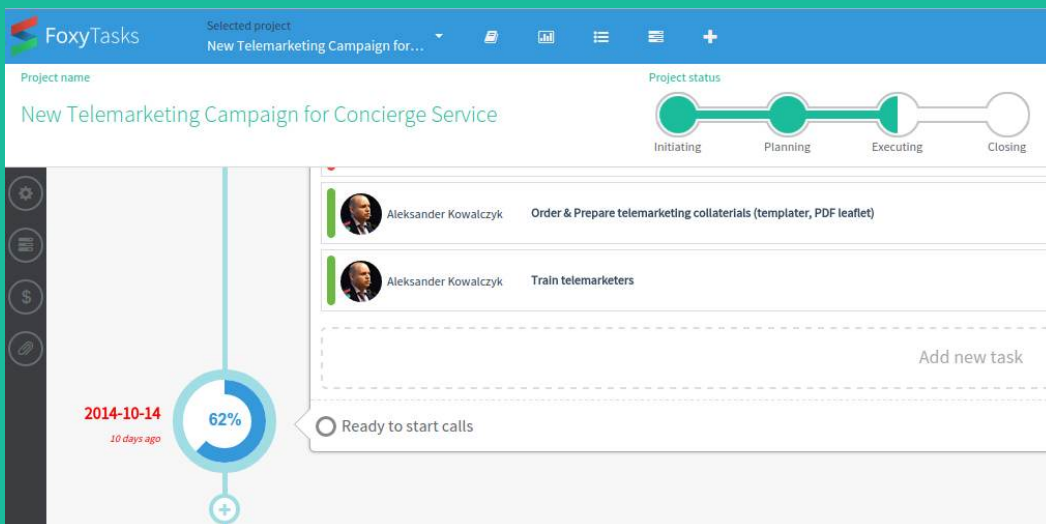 FoxyTasks
Selected project
New Telemarketing Campaign for...
Project name
New Telemarketing Campaign for Concierge Service
Project status
Initiating
Planning
Executing
Closing
$
Aleksander Kowalczyk
Order & Prepare telemarketing collaterials (templater, PDF leaflet)
Aleksander Kowalczyk
Train telemarketers
Add new task
2014-10-14
10 days ago
62%
Ready to start calls